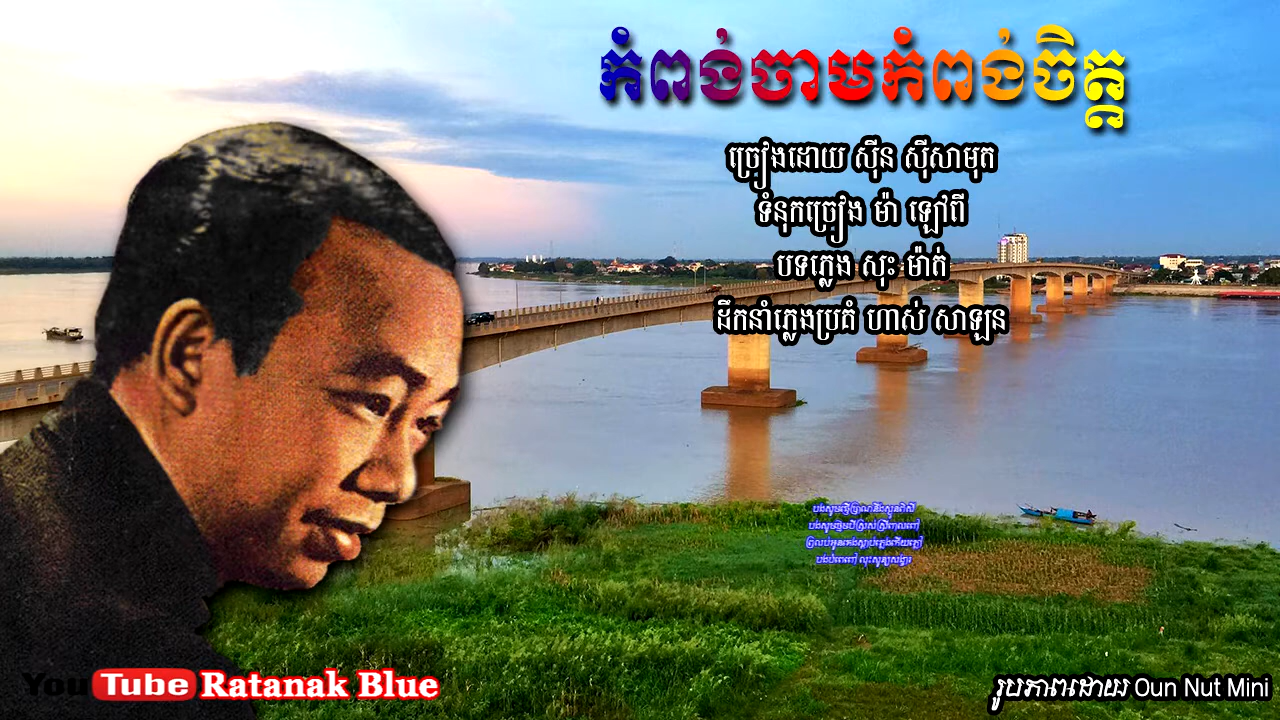 កំពង់ចាមកំពង់ចិត្ត
ច្រៀងដោយ ស៊ីន ស៊ីសាមុត
ទំនុកច្រៀង ម៉ា ឡៅពី
បទភ្លេង សុះ ម៉ាត់
ដឹកនាំភ្លេងប្រគំ ហាស់ សាឡន
YouTube Ratanak Blue
រូបភាពដោយ Oun Nut Mini